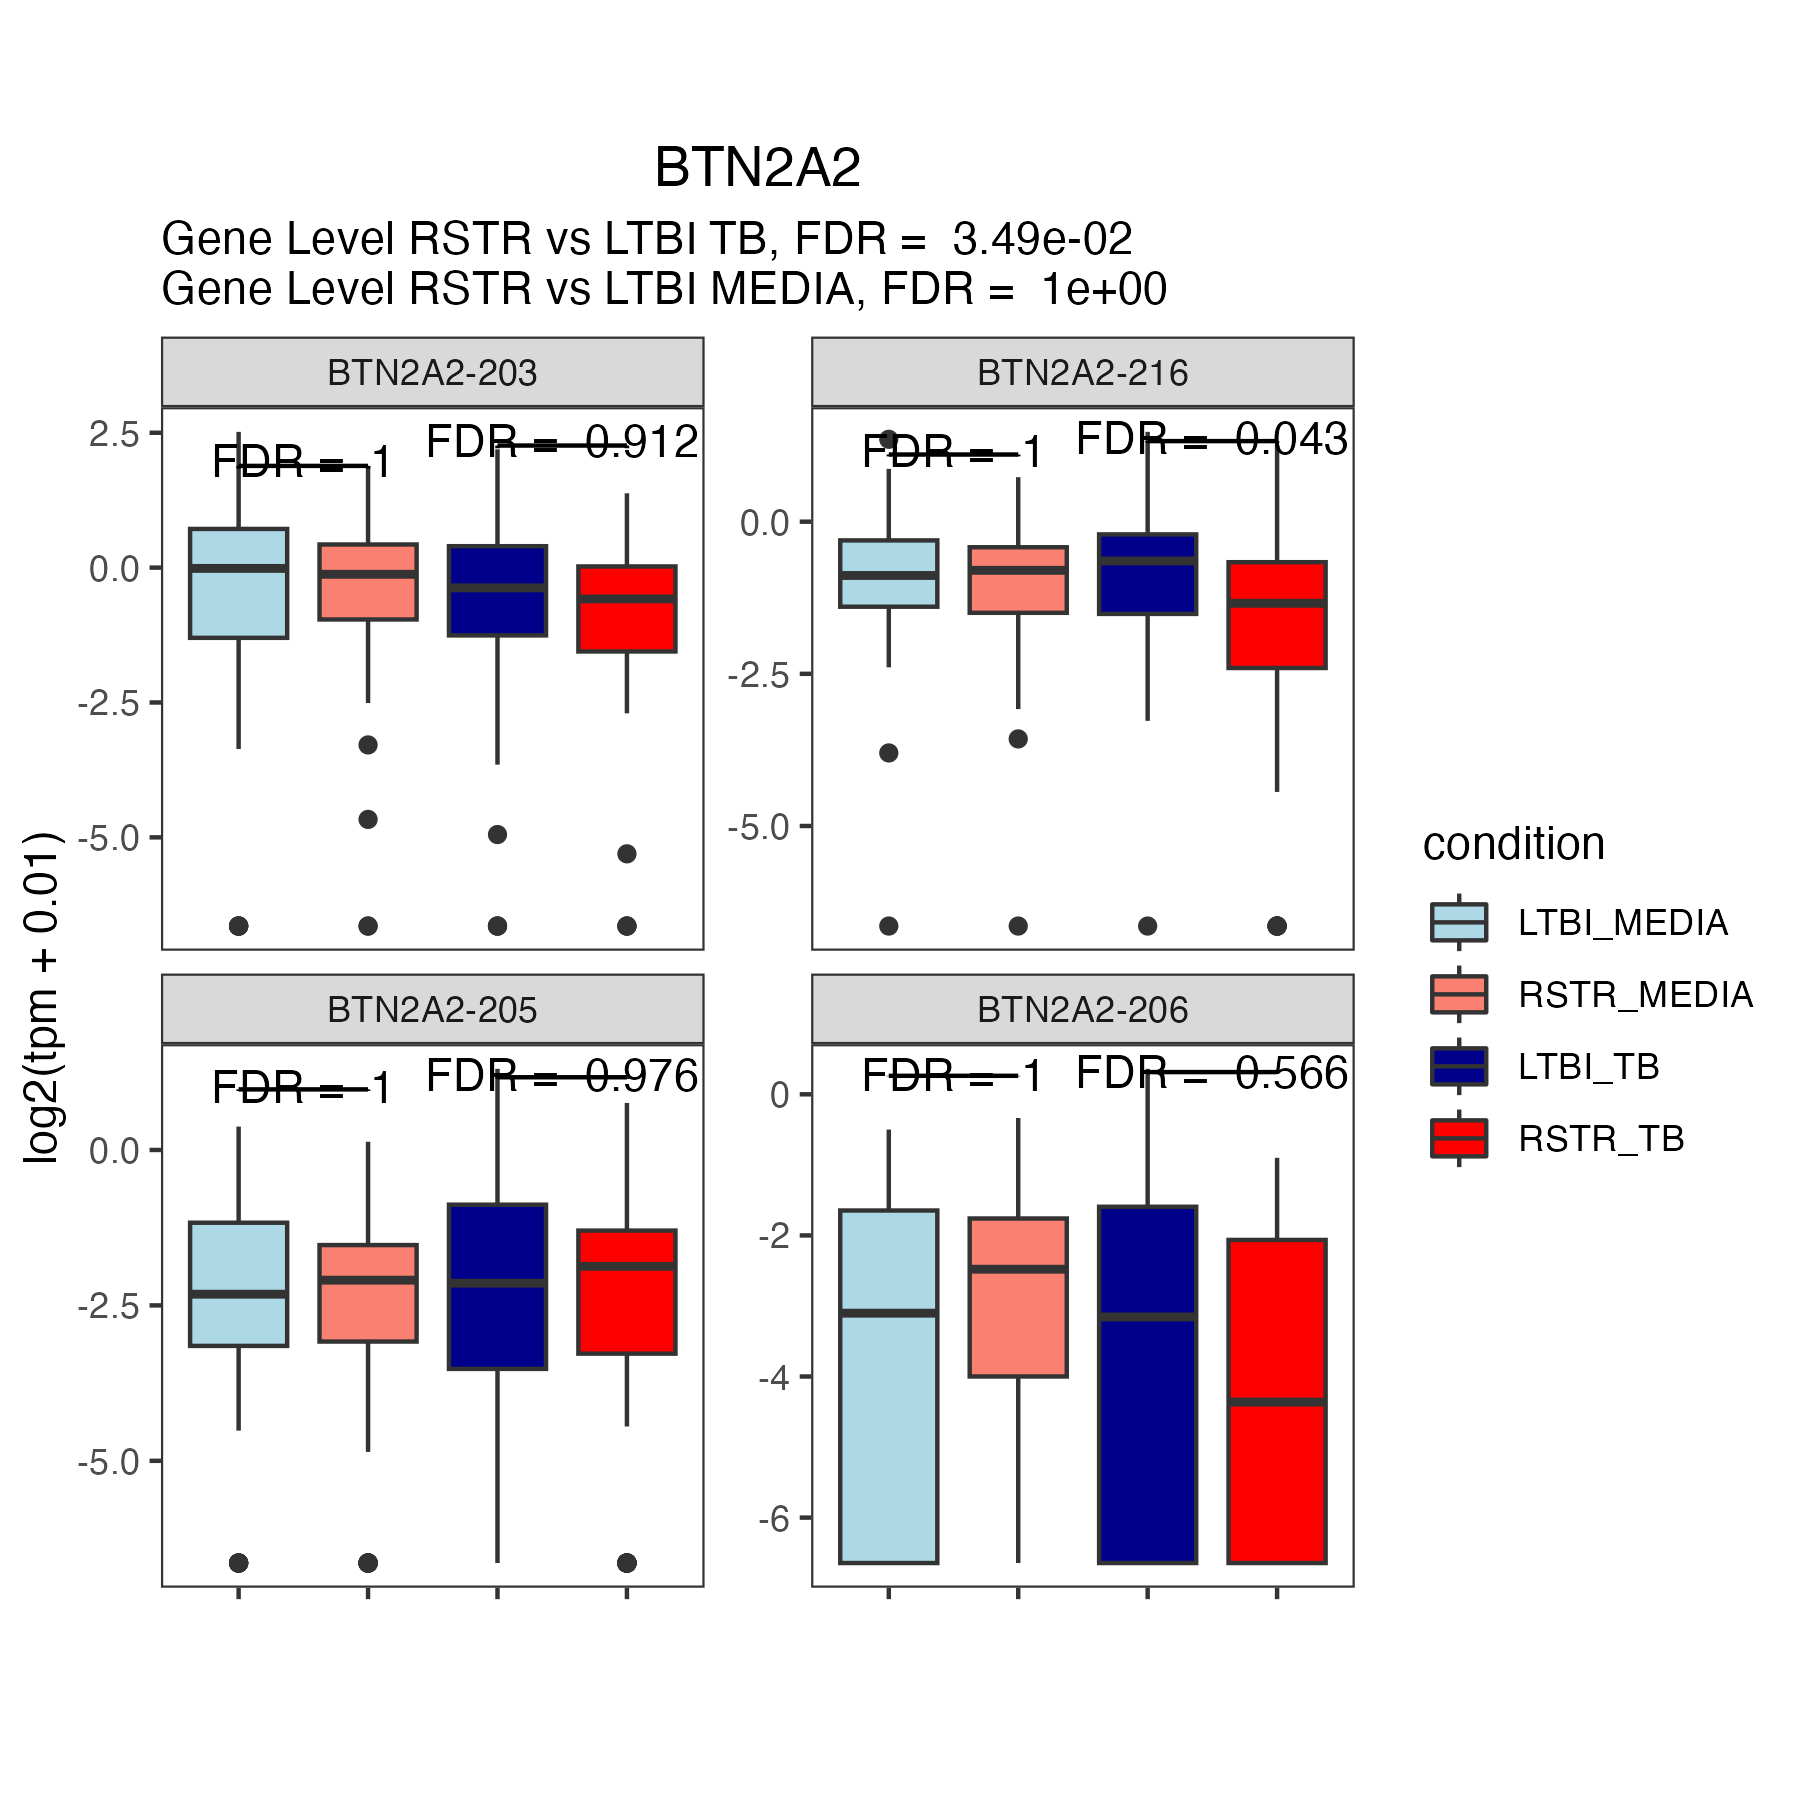 BTN2A2
Gene Level RSTR vs LTBI TB, FDR = 3.49e-02
Gene Level RSTR vs LTBI MEDIA, FDR = 1e+00
BTN2A2-203
FDR = 1
FDR = 0.912
2.5
0.0
-2.5
-5.0
BTN2A2-216
FDR = 1
FDR = 0.043
0.0
-2.5
-5.0
BTN2A2-205
FDR = 1
FDR = 0.976
0.0
-2.5
-5.0
BTN2A2-206
FDR = 1
FDR = 0.566
0
-2
-4
-6
log2(tpm + 0.01)
condition
LTBI_MEDIA
RSTR_MEDIA
LTBI_TB
RSTR_TB